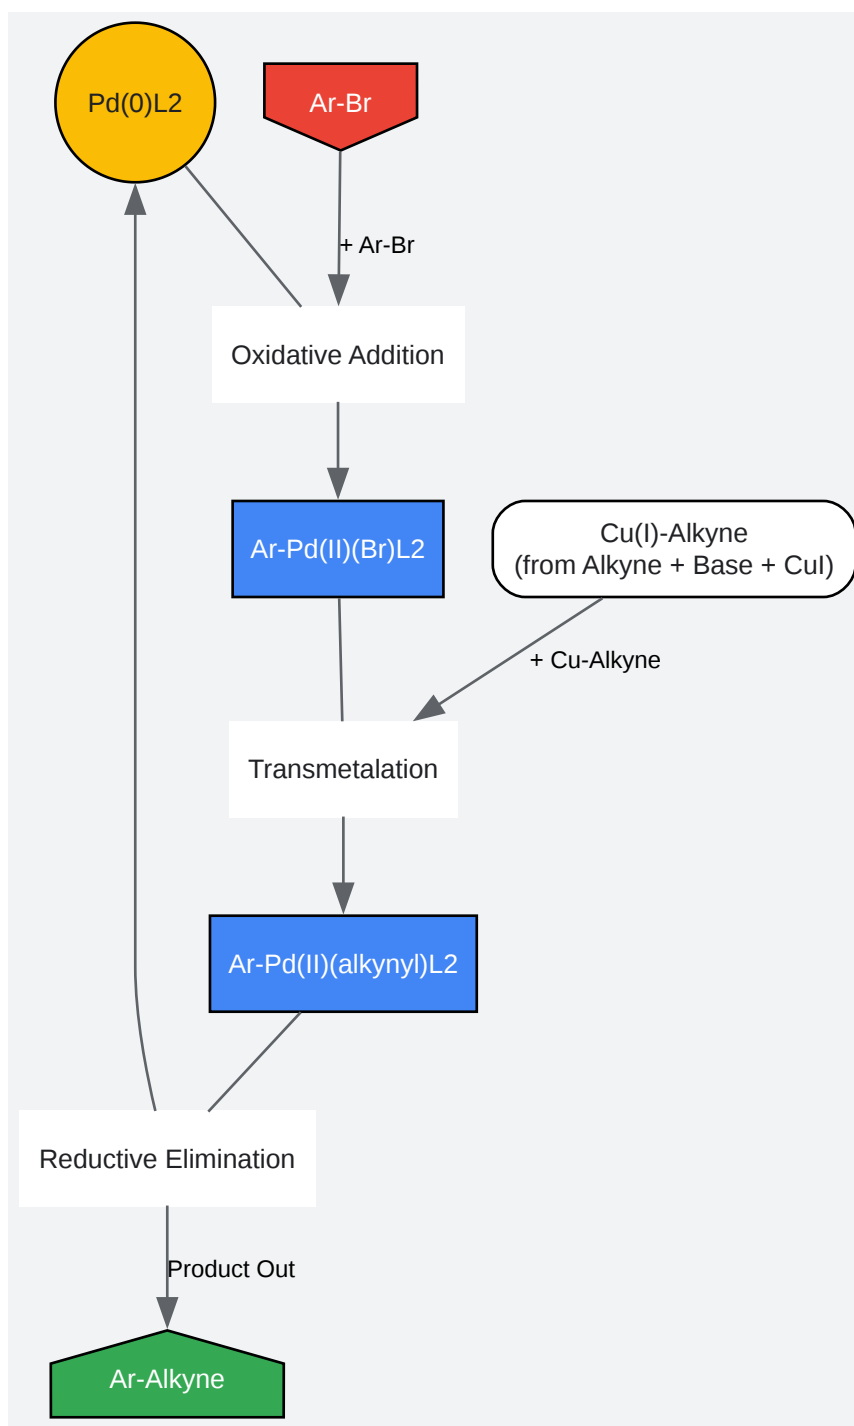 Pd(0)L2
Ar-Br
+ Ar-Br
Oxidative Addition
Ar-Pd(II)(Br)L2
Cu(I)-Alkyne
(from Alkyne + Base + CuI)
+ Cu-Alkyne
Transmetalation
Ar-Pd(II)(alkynyl)L2
Reductive Elimination
Product Out
Ar-Alkyne